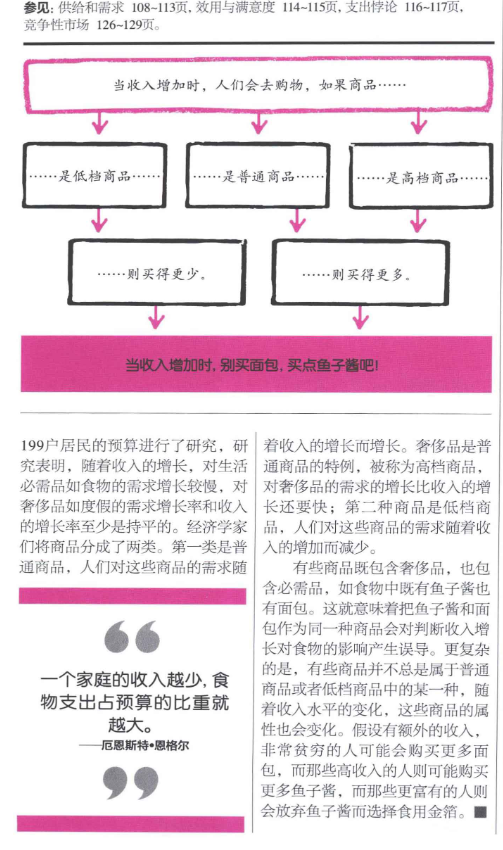 参见: 供给和需求 108~113页, 效用与满意度 114~115页, 支出悖论 116~117页,
竞争性市场 126~129页。
当收入增加时，人们会去购物，如果商品……
……是低档商品……
……是普通商品……
……是高档商品……
……则买得更少。
……则买得更多。
当收入增加时, 别买面包, 买点鱼子酱吧!
199户居民的预算进行了研究，研
究表明，随着收入的增长，对生活
必需品如食物的需求增长较慢，对
奢侈品如度假的需求增长率和收入
的增长率至少是持平的。经济学家
们将商品分成了两类。第一类是普
通商品，人们对这些商品的需求随
一个家庭的收入越少, 食
物支出占预算的比重就
越大。
——厄恩斯特•恩格尔
着收入的增长而增长。奢侈品是普
通商品的特例，被称为高档商品，
对奢侈品的需求的增长比收入的增
长还要快；第二种商品是低档商
品，人们对这些商品的需求随着收
入的增加而减少。
有些商品既包含奢侈品，也包
含必需品，如食物中既有鱼子酱也
有面包。这就意味着把鱼子酱和面
包作为同一种商品会对判断收入增
长对食物的影响产生误导。更复杂
的是，有些商品并不总是属于普通
商品或者低档商品中的某一种，随
着收入水平的变化，这些商品的属
性也会变化。假设有额外的收入，
非常贫穷的人可能会购买更多面
包，而那些高收入的人则可能购买
更多鱼子酱，而那些更富有的人则
会放弃鱼子酱而选择食用金箔。■